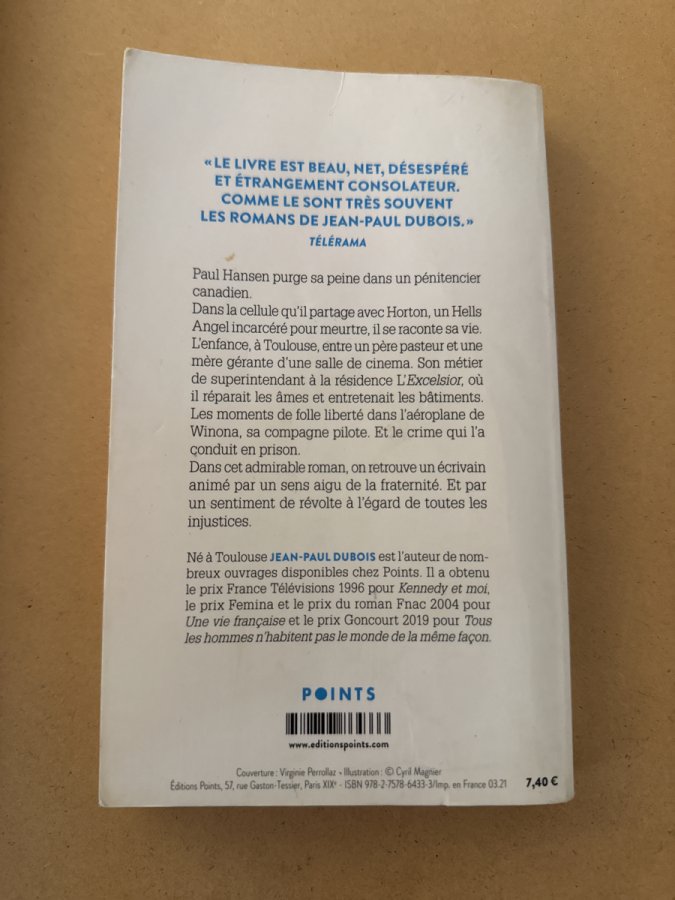 « LE LIVRE EST BEAU, NET, DÉSESPÉRÉ
ET ÉTRANGEMENT CONSOLATEUR.
COMME LE SONT TRÈS SOUVENT
LES ROMANS DE JEAN-PAUL DUBOIS. »
TÉLÉRAMA
Paul Hansen purge sa peine dans un pénitencier
canadien.
Dans la cellule qu'il partage avec Horton, un Hells
Angel incarcéré pour meurtre, il se raconte sa vie.
L'enfance, à Toulouse, entre un père pasteur et une
mère gérante d'une salle de cinema. Son métier
de superintendant à la résidence L'Excelsior, où
il réparait les âmes et entretenait les bâtiments.
Les moments de folle liberté dans l'aéroplane de
Winona, sa compagne pilote. Et le crime qui l'a
conduit en prison.
Dans cet admirable roman, on retrouve un écrivain
animé par un sens aigu de la fraternité. Et par
un sentiment de révolte à l'égard de toutes les
injustices.
Né à Toulouse JEAN-PAUL DUBOIS est l'auteur de nom-
breux ouvrages disponibles chez Points. Il a obtenu
le prix France Télévisions 1996 pour Kennedy et moi,
le prix Femina et le prix du roman Fnac 2004 pour
Une vie française et le prix Goncourt 2019 pour Tous
les hommes n'habitent pas le monde de la même façon.
POINTS
www.editionspoints.com
Couverture : Virginie Perrollaz • Illustration : © Cyril Magnier
Éditions Points, 57, rue Gaston-Tessier, Paris XIXe - ISBN 978-2-7578-6433-3/Imp. en France 03.21
7,40 €